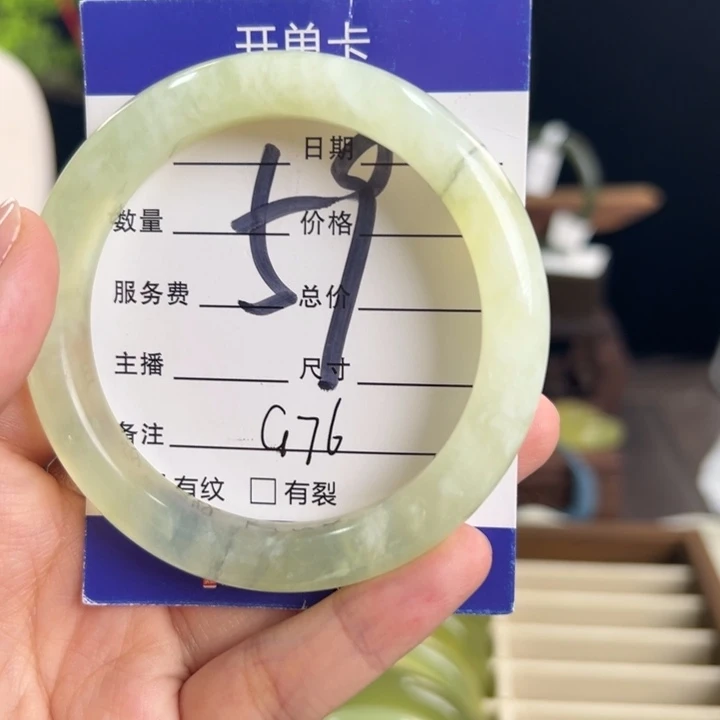 开单卡
日期
59
数量 价格
服务费 总价
主播 尺寸
备注 G76
有纹 □ 有裂